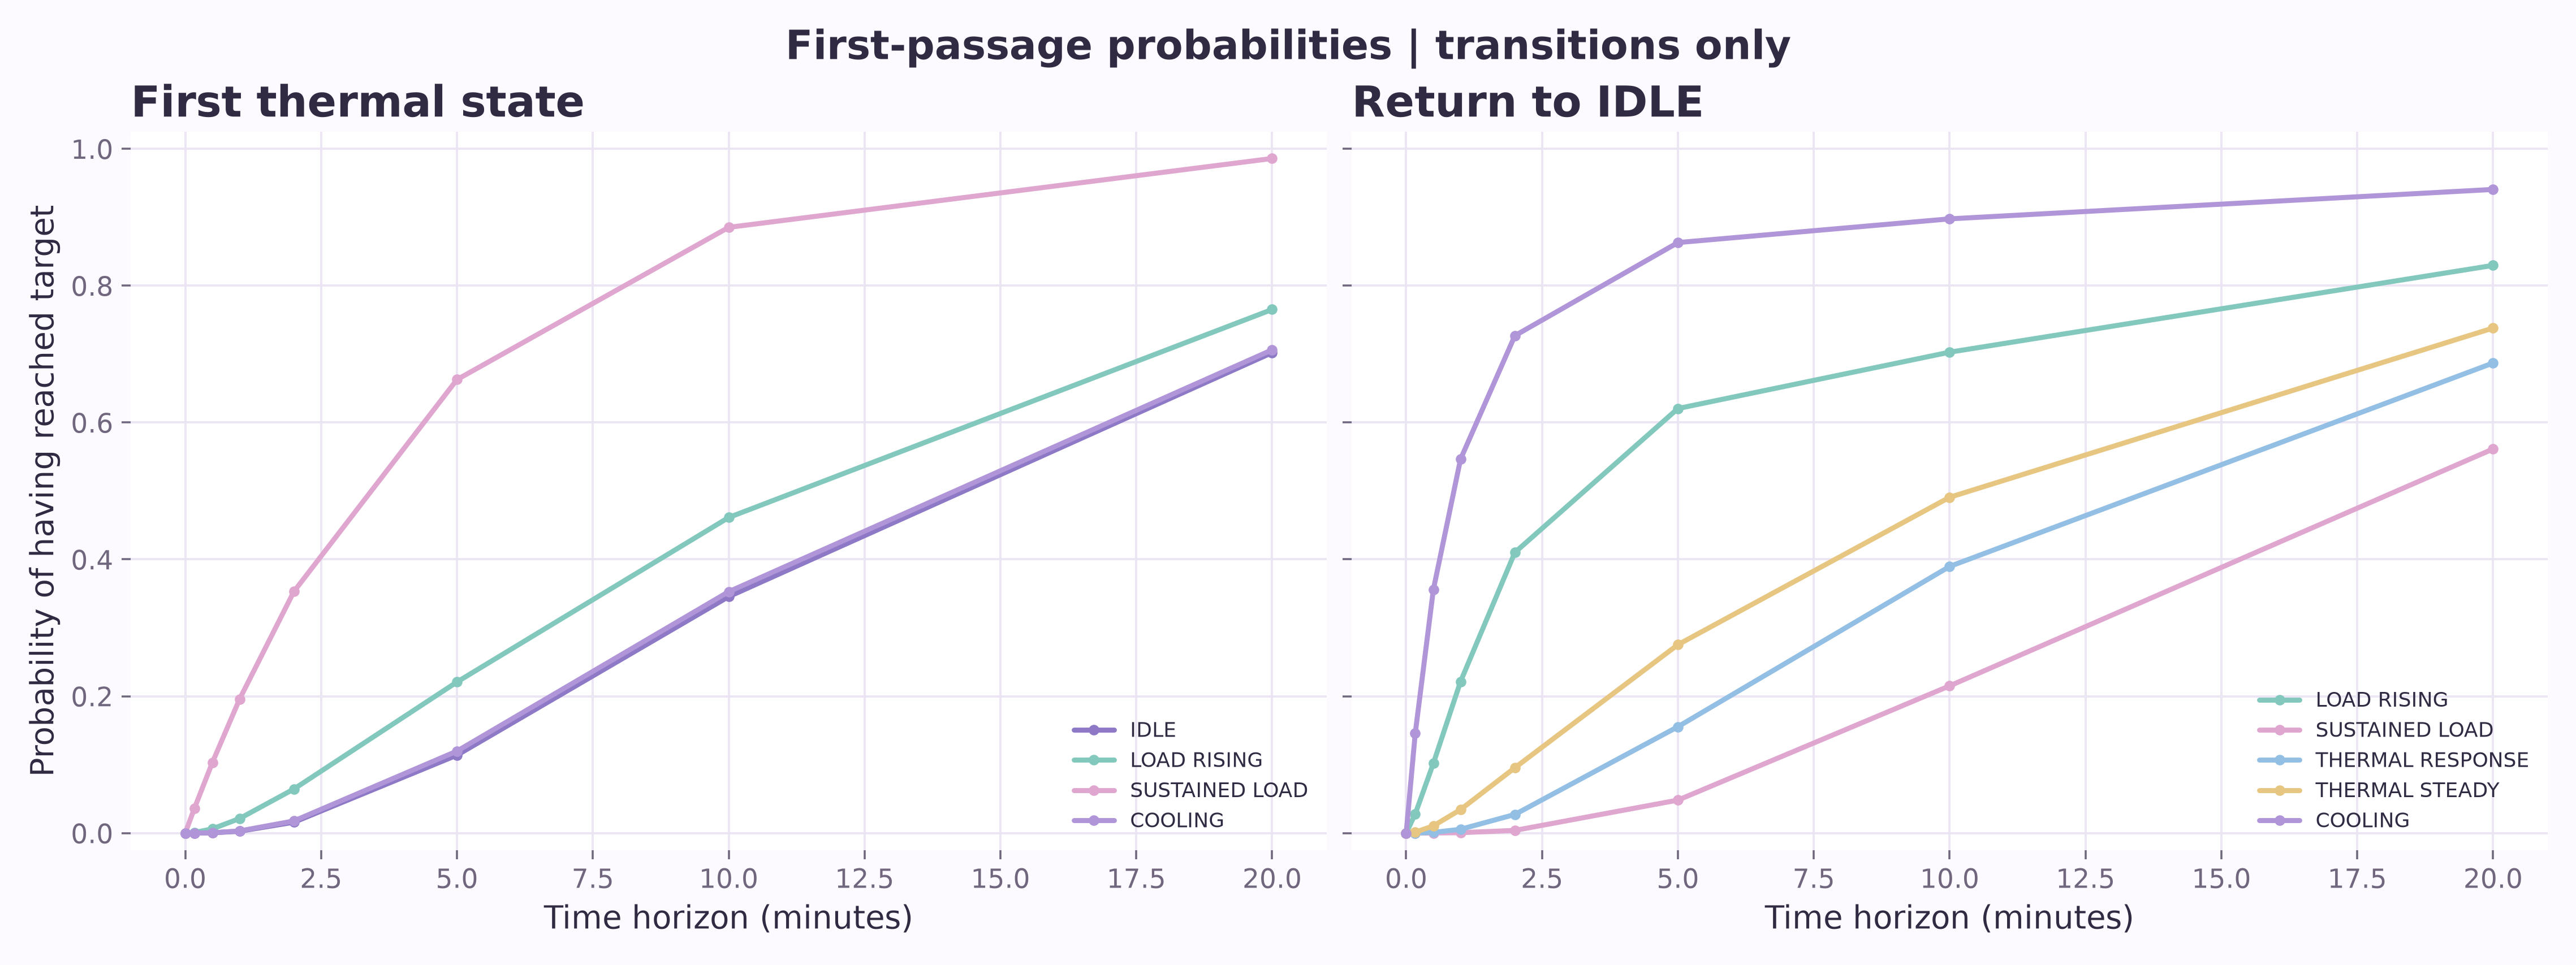 First-passage probabilities | transitions only
First thermal state
Return to IDLE
Probability of having reached target
1.0
0.8
0.6
0.4
0.2
0.0
IDLE
LOAD RISING
SUSTAINED LOAD
COOLING
0.0 2.5 5.0 7.5 10.0 12.5 15.0 17.5 20.0
Time horizon (minutes)
LOAD RISING
SUSTAINED LOAD
THERMAL RESPONSE
THERMAL STEADY
COOLING
0.0 2.5 5.0 7.5 10.0 12.5 15.0 17.5 20.0
Time horizon (minutes)